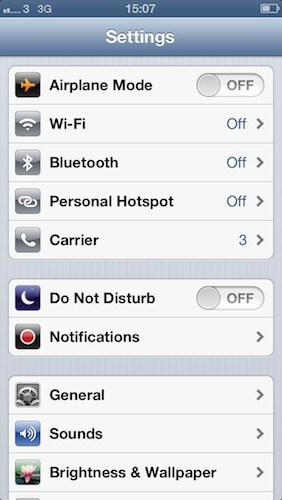 3 3G 15:07
Settings
Airplane Mode OFF
Wi-Fi Off
Bluetooth Off
Personal Hotspot Off
Carrier 3
Do Not Disturb OFF
Notifications
General
Sounds
Brightness & Wallpaper